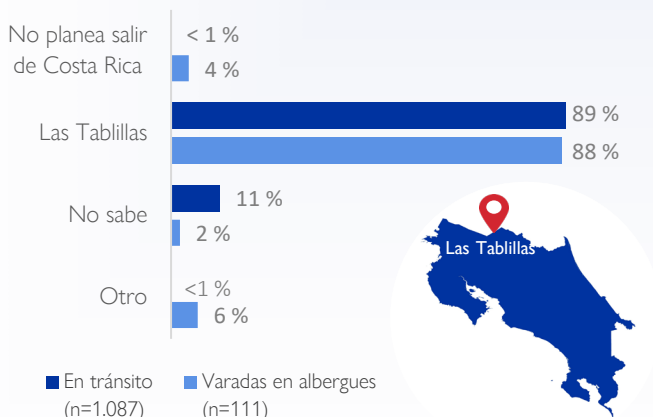 No planea salir
de Costa Rica
< 1 %
4 %
Las Tablillas
89 %
88 %
No sabe
11 %
2 %
Otro
<1 %
6 %
Las Tablillas
En tránsito
(n=1.087)
Varadas en albergues
(n=111)